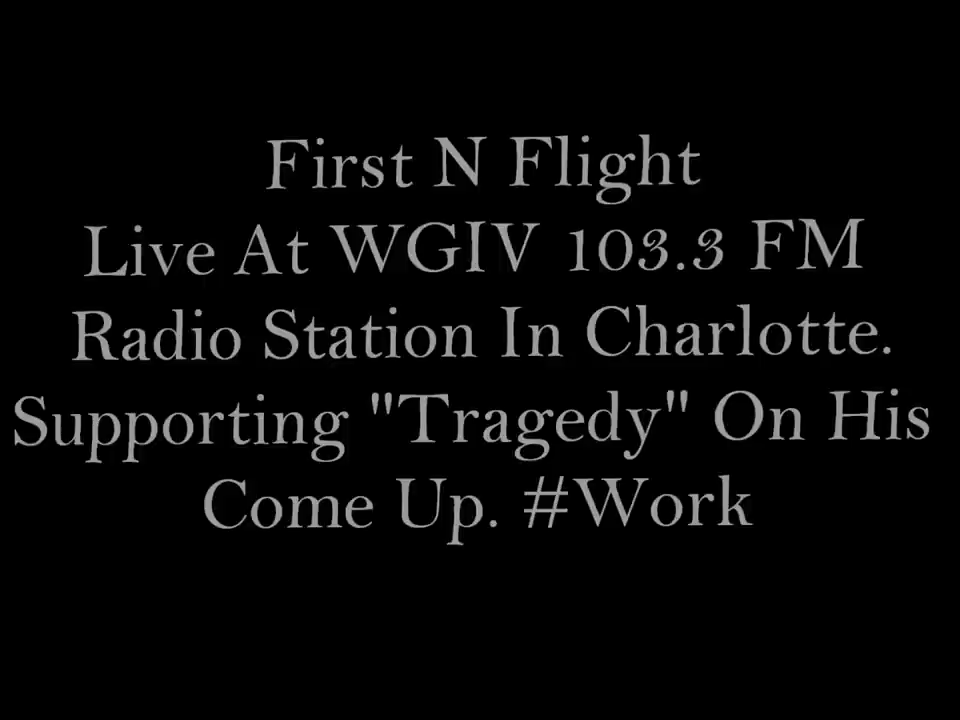 First N Flight
Live At WGIV 103.3 FM
Radio Station In Charlotte.
Supporting "Tragedy" On His
Come Up. #Work